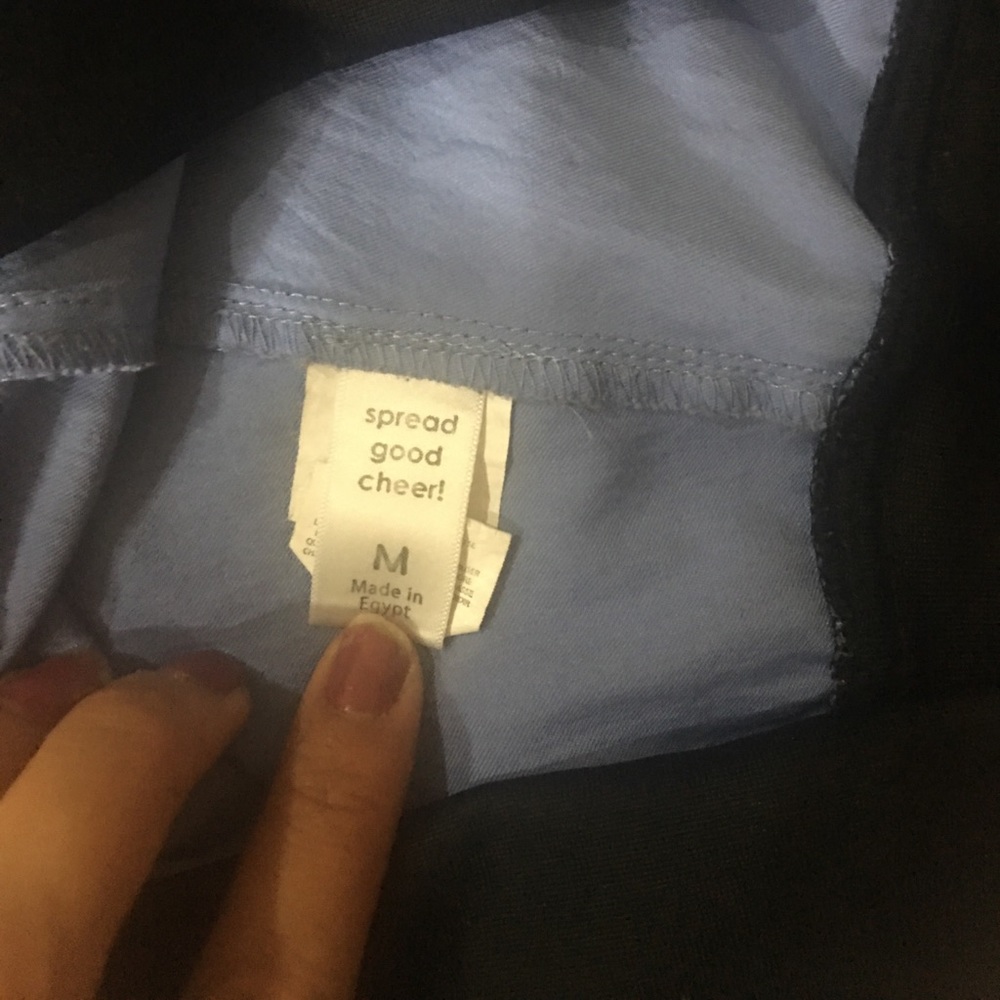 spread
good
cheer!
M
Made in
Egypt